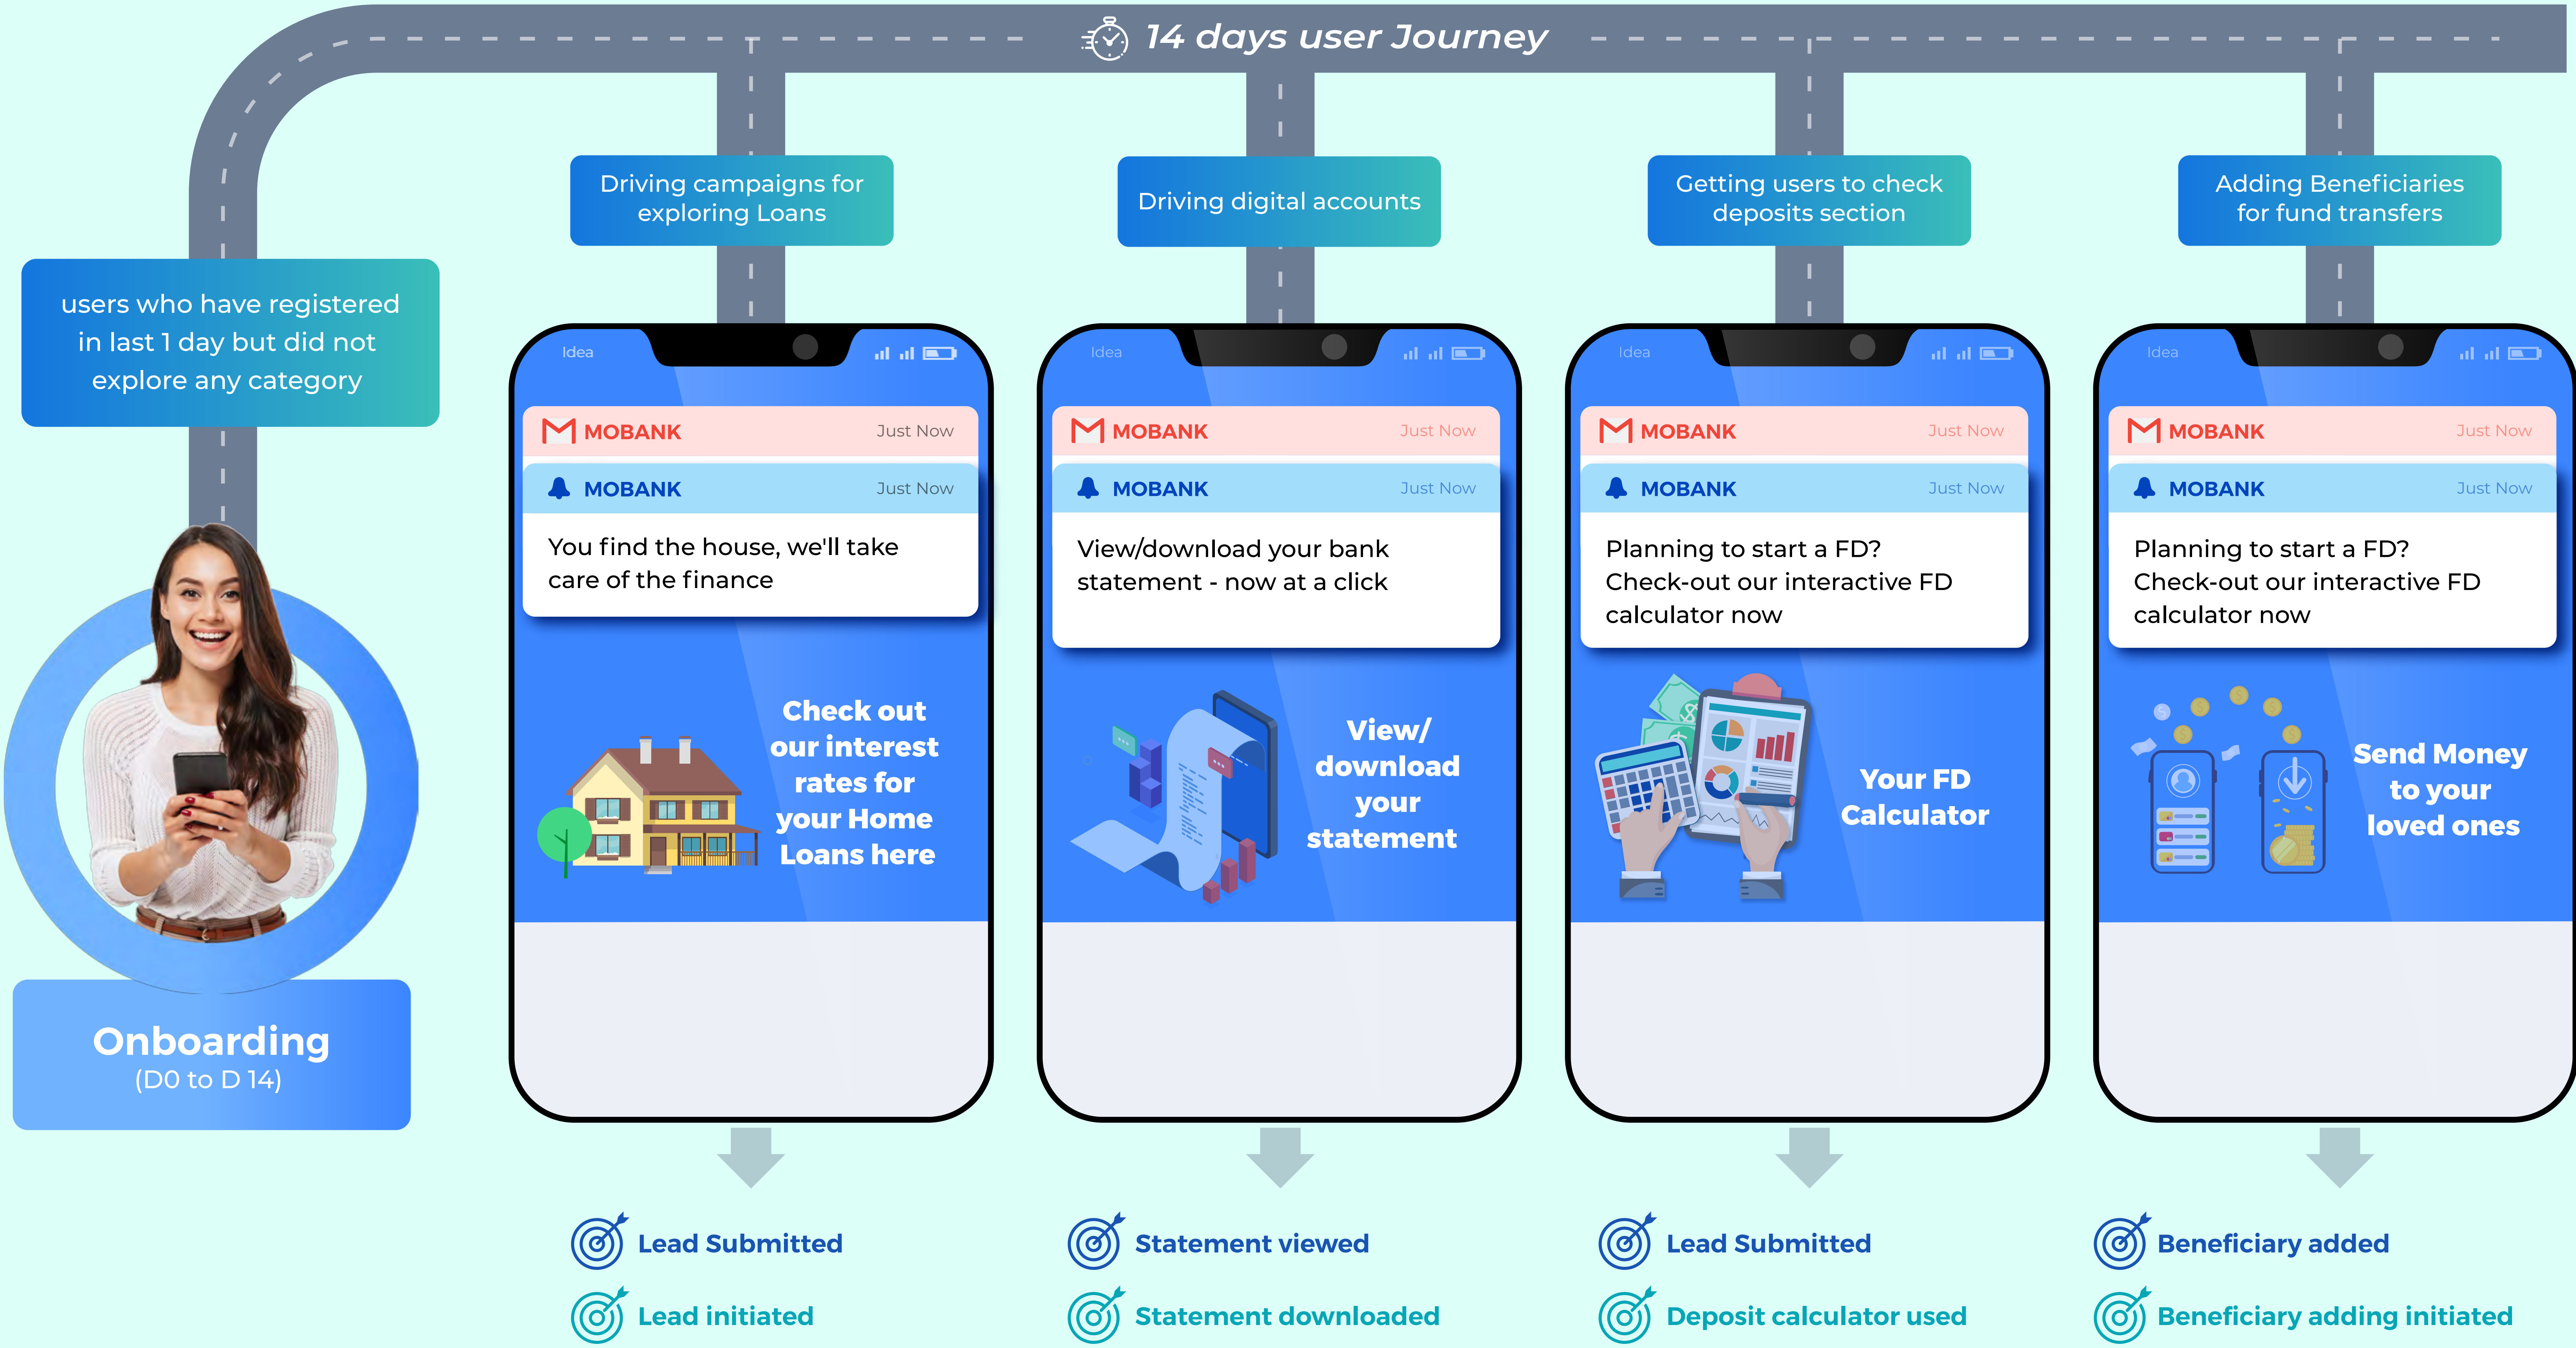 14 days user Journey
users who have registered
in last 1 day but did not
explore any category
Onboarding
(D0 to D 14)
Driving campaigns for
exploring Loans
Idea
MOBANK Just Now
MOBANK Just Now
You find the house, we'll take
care of the finance
Check out
our interest
rates for
your Home
Loans here
Lead Submitted
Lead initiated
Driving digital accounts
Idea
MOBANK Just Now
MOBANK Just Now
View/download your bank
statement - now at a click
View/
download
your
statement
Statement viewed
Statement downloaded
Getting users to check
deposits section
Idea
MOBANK Just Now
MOBANK Just Now
Planning to start a FD?
Check-out our interactive FD
calculator now
Your FD
Calculator
Lead Submitted
Deposit calculator used
Adding Beneficiaries
for fund transfers
Idea
MOBANK Just Now
MOBANK Just Now
Planning to start a FD?
Check-out our interactive FD
calculator now
Send Money
to your
loved ones
Beneficiary added
Beneficiary adding initiated